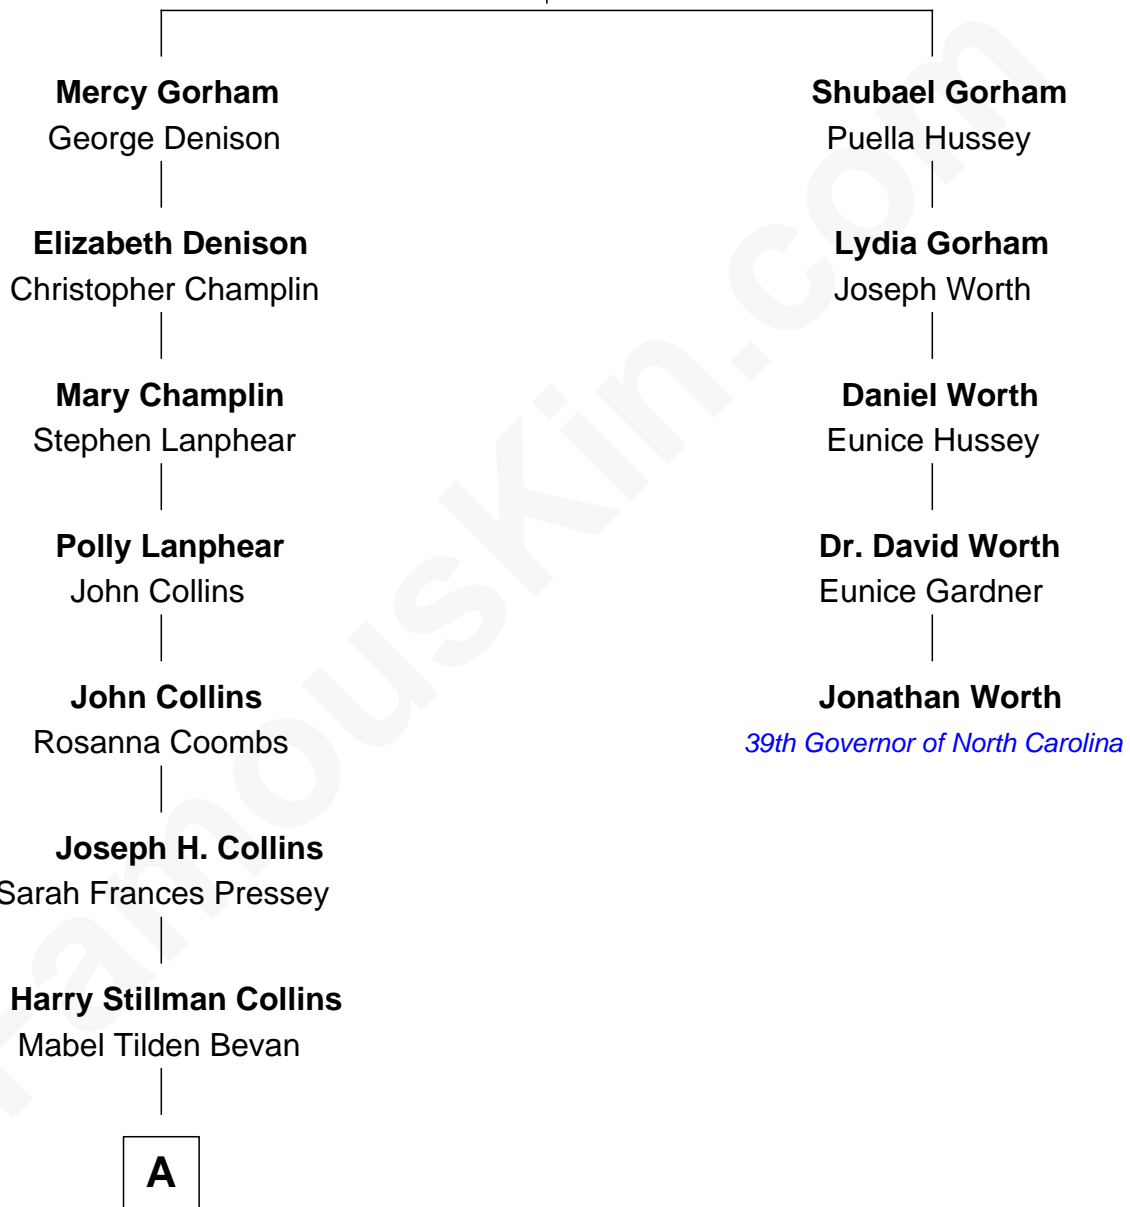 Mercy Gorham
George Denison
Shubael Gorham
Puella Hussey
Elizabeth Denison
Christopher Champlin
Lydia Gorham
Joseph Worth
Mary Champlin
Stephen Lanphear
Daniel Worth
Eunice Hussey
Polly Lanphear
John Collins
Dr. David Worth
Eunice Gardner
John Collins
Rosanna Coombs
Jonathan Worth
39th Governor of North Carolina
Joseph H. Collins
Sarah Frances Pressey
Harry Stillman Collins
Mabel Tilden Bevan
A
FamousKin.com